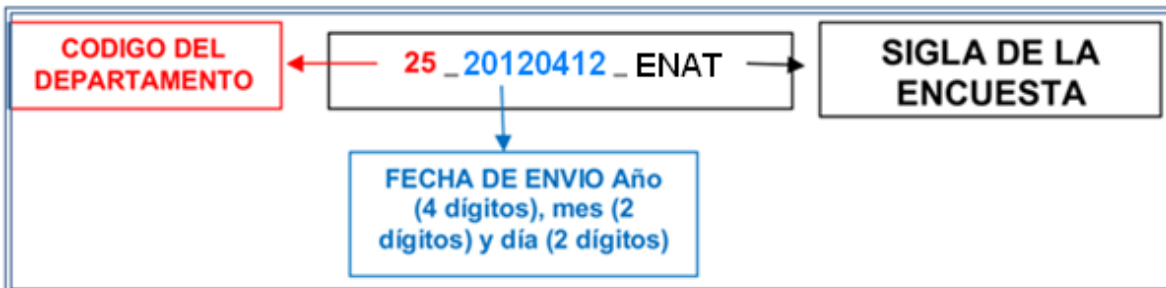 CODIGO DEL
DEPARTAMENTO
25_20120412_ENAT
SIGLA DE LA
ENCUESTA
FECHA DE ENVIO Año
(4 dígitos), mes (2
dígitos) y día (2 dígitos)